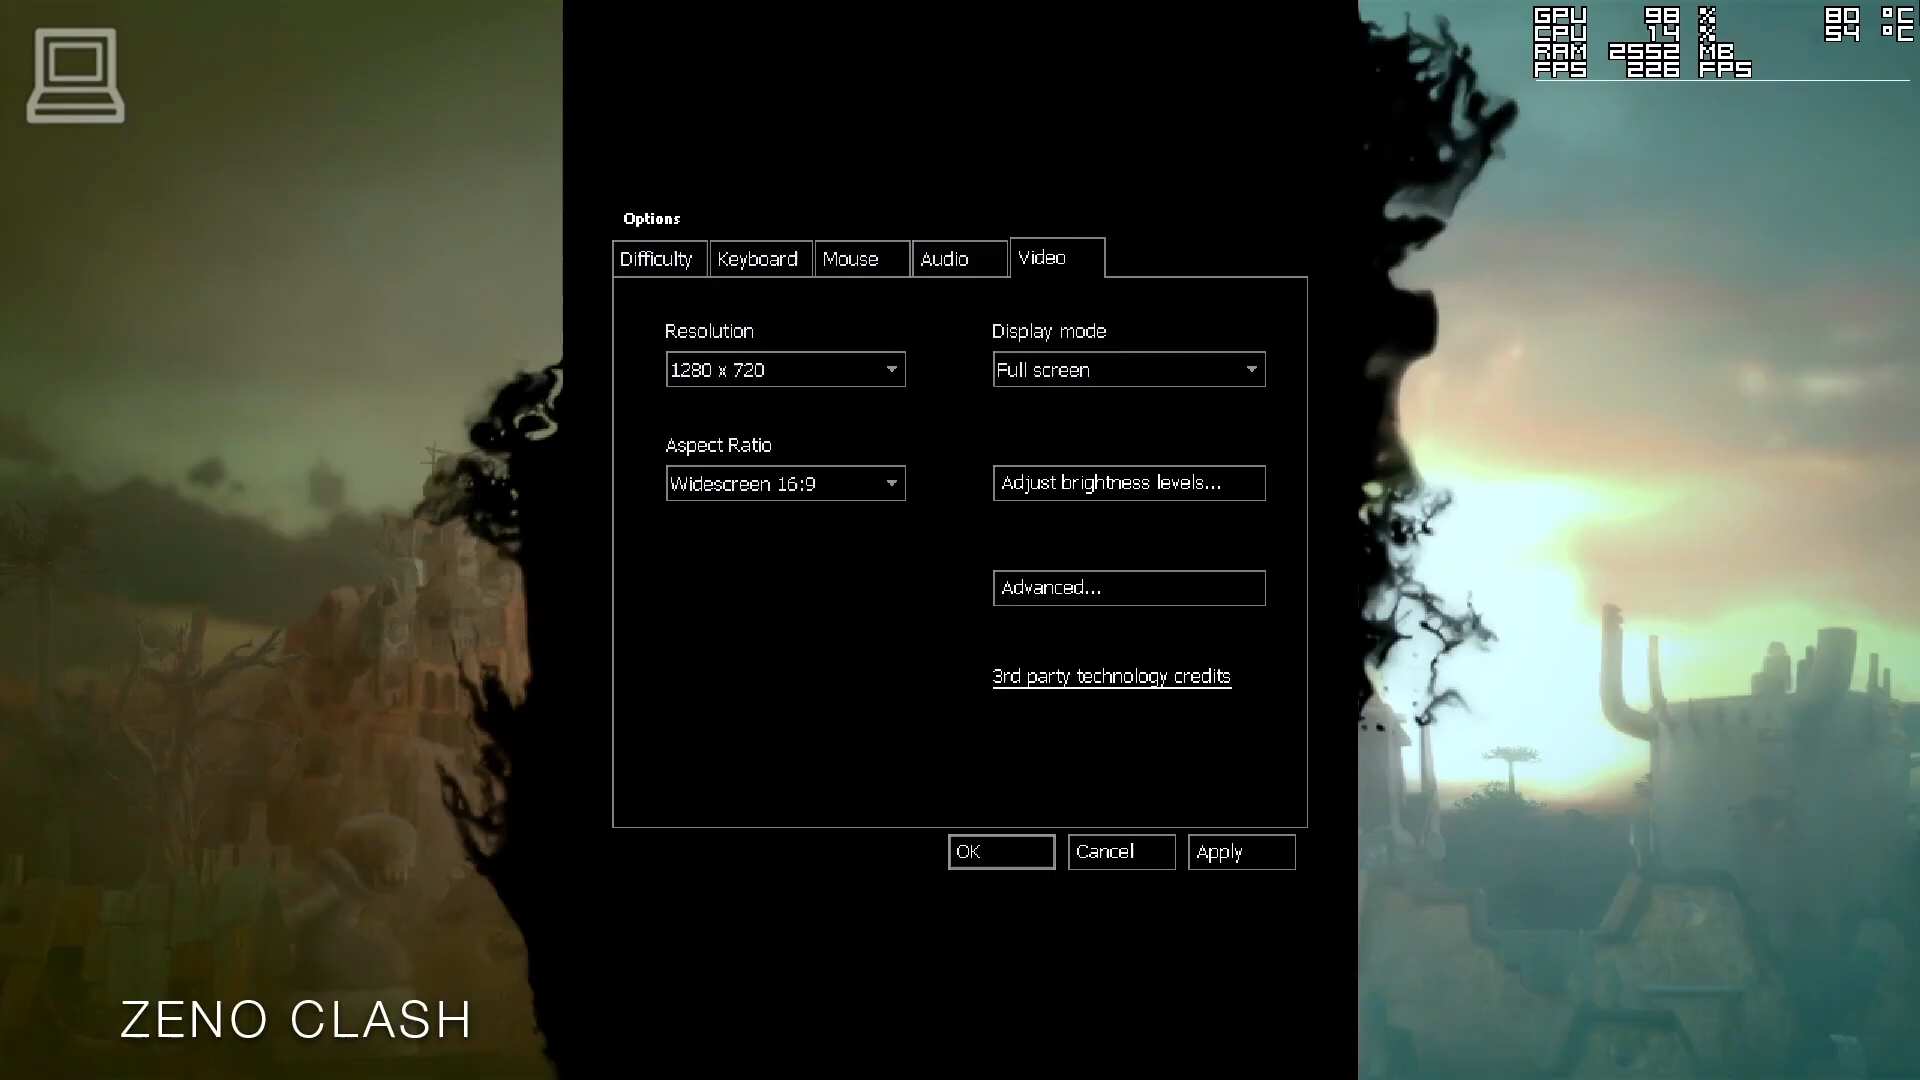 GPU 98 % 80 °C
CPU 14 % 54 °C
RAM 2552 MB
FPS 226 FPS
Options
Difficulty Keyboard Mouse Audio Video
Resolution Display mode
1280 x 720 Full screen
Aspect Ratio
Widescreen 16:9 Adjust brightness levels...
Advanced...
3rd party technology credits
OK Cancel Apply
ZENO CLASH